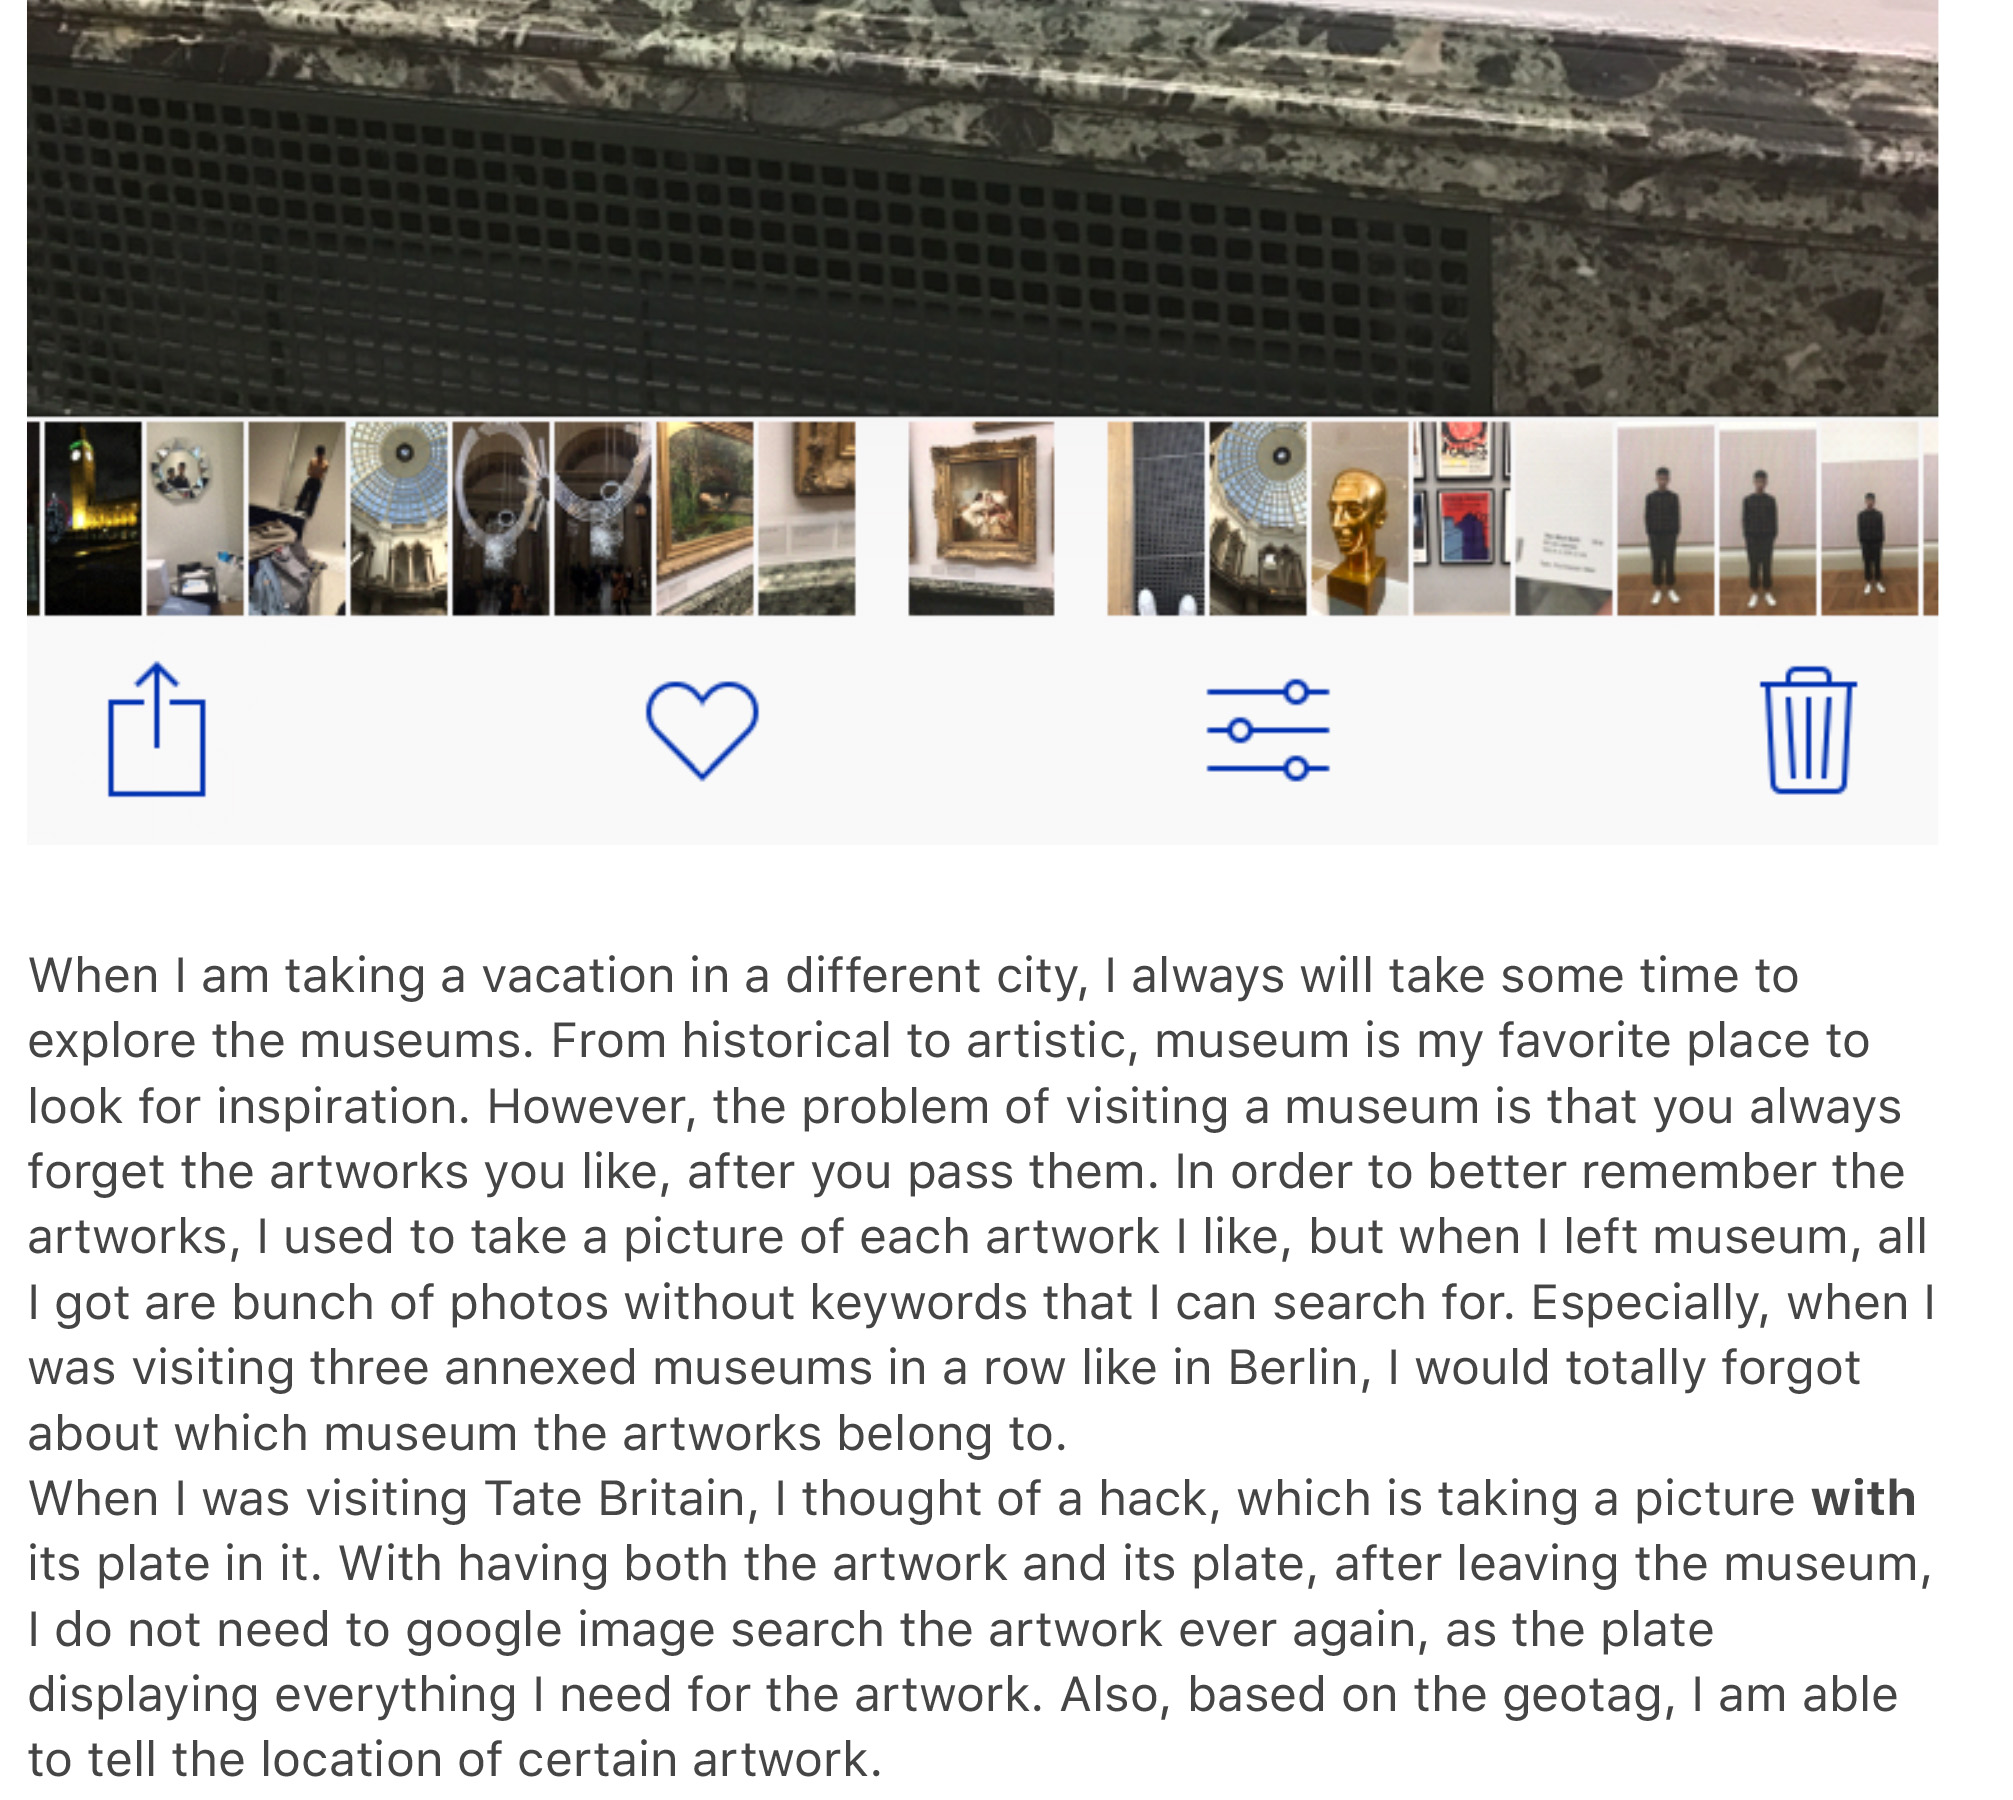 When I am taking a vacation in a different city, I always will take some time to
explore the museums. From historical to artistic, museum is my favorite place to
look for inspiration. However, the problem of visiting a museum is that you always
forget the artworks you like, after you pass them. In order to better remember the
artworks, I used to take a picture of each artwork I like, but when I left museum, all
I got are bunch of photos without keywords that I can search for. Especially, when I
was visiting three annexed museums in a row like in Berlin, I would totally forgot
about which museum the artworks belong to.
When I was visiting Tate Britain, I thought of a hack, which is taking a picture with
its plate in it. With having both the artwork and its plate, after leaving the museum,
I do not need to google image search the artwork ever again, as the plate
displaying everything I need for the artwork. Also, based on the geotag, I am able
to tell the location of certain artwork.